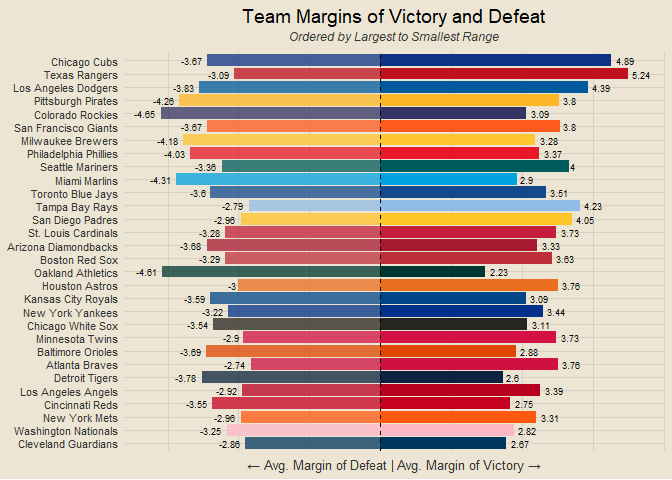 Team Margins of Victory and Defeat
Ordered by Largest to Smallest Range
Chicago Cubs -3.67 4.89
Texas Rangers -3.09 5.24
Los Angeles Dodgers -3.83 4.39
Pittsburgh Pirates -4.26 3.8
Colorado Rockies -4.65 3.09
San Francisco Giants -3.67 3.8
Milwaukee Brewers -4.18 3.28
Philadelphia Phillies -4.03 3.37
Seattle Mariners -3.36 4
Miami Marlins -4.31 2.9
Toronto Blue Jays -3.6 3.51
Tampa Bay Rays -2.79 4.23
San Diego Padres -2.96 4.05
St. Louis Cardinals -3.28 3.73
Arizona Diamondbacks -3.68 3.33
Boston Red Sox -3.29 3.63
Oakland Athletics -4.61 2.23
Houston Astros -3 3.76
Kansas City Royals -3.59 3.09
New York Yankees -3.22 3.44
Chicago White Sox -3.54 3.11
Minnesota Twins -2.9 3.73
Baltimore Orioles -3.69 2.88
Atlanta Braves -2.74 3.76
Detroit Tigers -3.78 2.6
Los Angeles Angels -2.92 3.39
Cincinnati Reds -3.55 2.75
New York Mets -2.96 3.31
Washington Nationals -3.25 2.82
Cleveland Guardians -2.86 2.67
← Avg. Margin of Defeat | Avg. Margin of Victory →